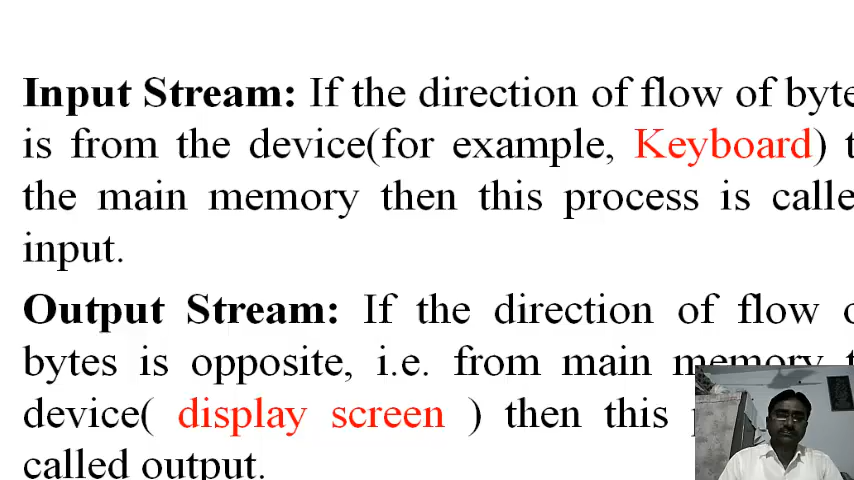 Input Stream: If the direction of flow of byte
is from the device(for example, Keyboard) t
the main memory then this process is calle
input.
Output Stream: If the direction of flow o
bytes is opposite, i.e. from main memory t
device( display screen ) then this p
called output.